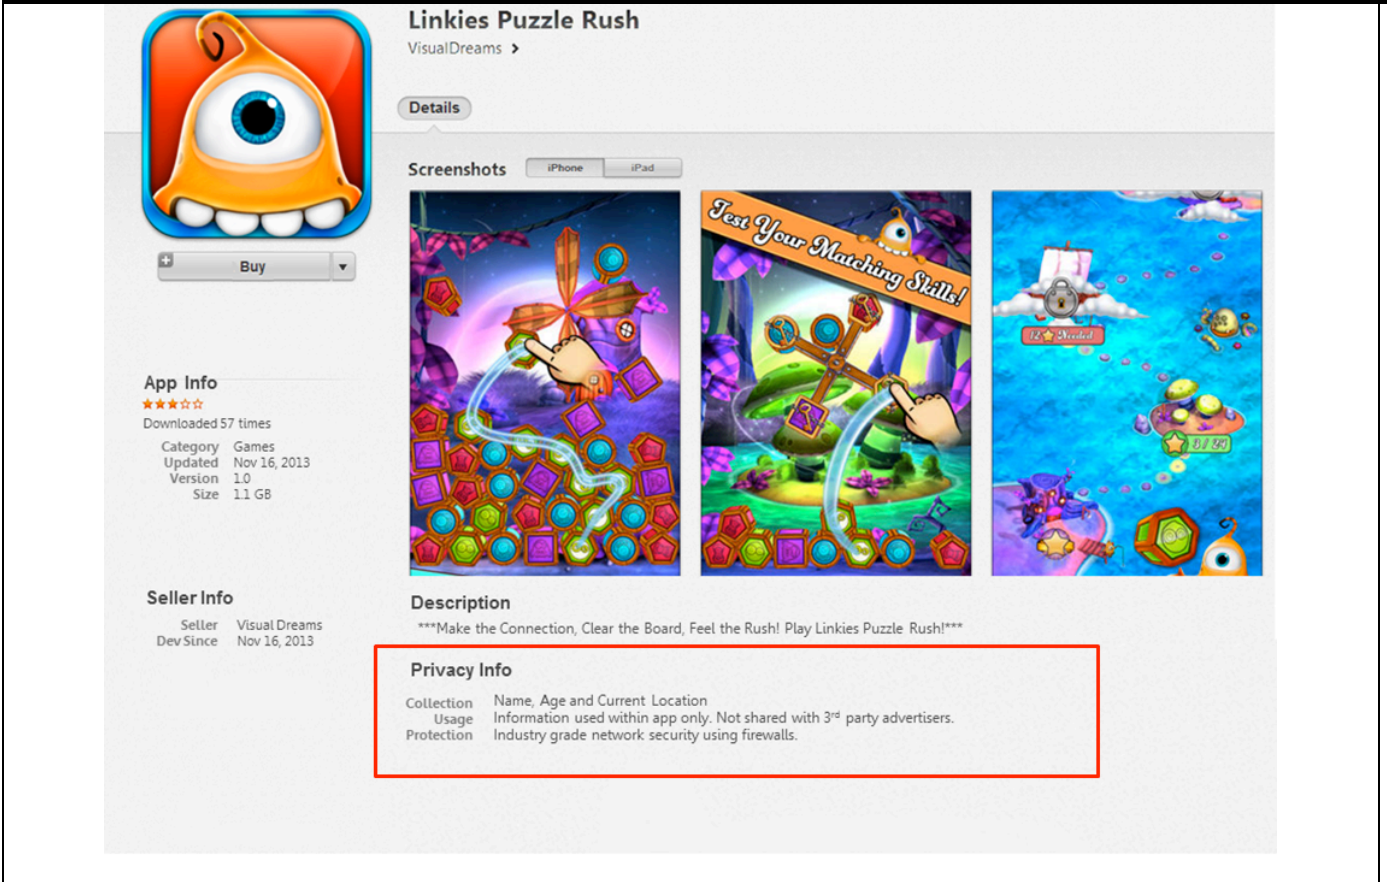 Linkies Puzzle Rush
VisualDreams
Details
Screenshots
iPhone
iPad
Buy
Test Your Matching Skills!
12 Needed
3 / 24
App Info
Downloaded 57 times
Category Games
Updated Nov 16, 2013
Version 1.0
Size 1.1 GB
Seller Info
Seller Visual Dreams
Dev Since Nov 16, 2013
Description
***Make the Connection, Clear the Board, Feel the Rush! Play Linkies Puzzle Rush!***
Privacy Info
Collection Name, Age and Current Location
Usage Information used within app only. Not shared with 3rd party advertisers.
Protection Industry grade network security using firewalls.